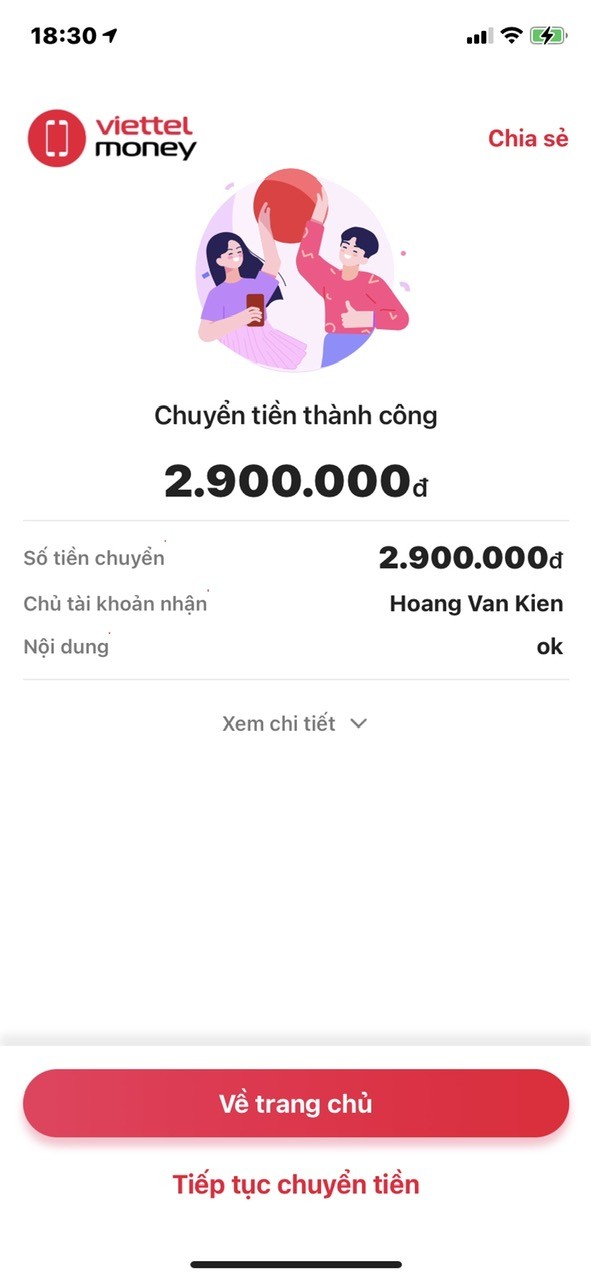 18:30
viettel
money
Chia sẻ
Chuyển tiền thành công
2.900.000đ
Số tiền chuyển 2.900.000đ
Chủ tài khoản nhận Hoang Van Kien
Nội dung ok
Xem chi tiết
Về trang chủ
Tiếp tục chuyển tiền